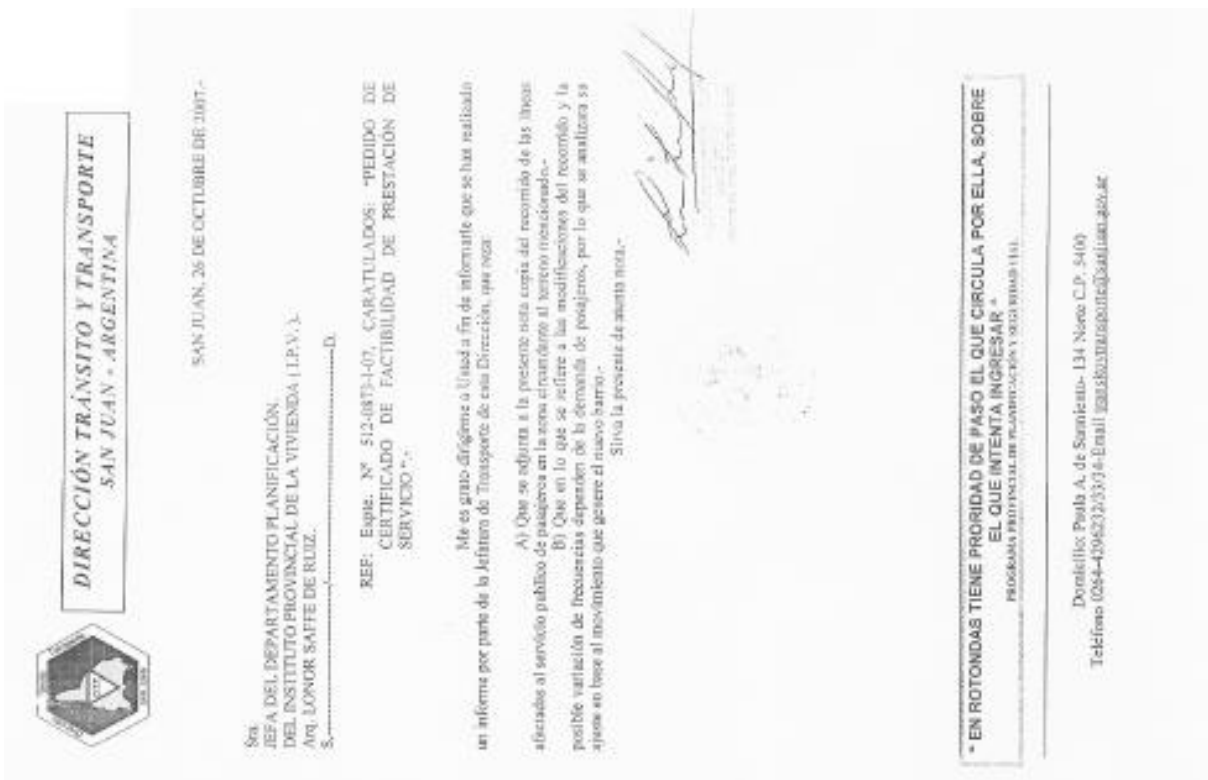 DIRECCIÓN TRÁNSITO Y TRANSPORTE
SAN JUAN - ARGENTINA
SAN JUAN, 26 DE OCTUBRE DE 2007.-
Sra.
JEFA DEL DEPARTAMENTO PLANIFICACIÓN
DEL INSTITUTO PROVINCIAL DE LA VIVIENDA ( I.P.V. ).
Arq. LONOR SAFFE DE RUIZ
S. D.
REF: Expte. Nº 512-0873-I-07, CARATULADOS: "PEDIDO DE
CERTIFICADO DE FACTIBILIDAD DE PRESTACIÓN DE
SERVICIO ".-
Me es grato dirigirme a Usted a fin de informarle que se han realizado
un informe por parte de la Jefatura de Transporte de esta Dirección, que reza:
A) Que se adjunta a la presente nota copia del recorrido de las líneas
afectadas al servicio publico de pasajeros en la zona circundante al terreno mencionado.-
B) Que en lo que se refiere a las modificaciones del recorrido y la
posible variación de frecuencias dependen de la demanda de pasajeros, por lo que se analizara su
ajuste en base al movimiento que genere el nuevo barrio.-
Sirva la presente de atenta nota.-
" EN ROTONDAS TIENE PRORIDAD DE PASO EL QUE CIRCULA POR ELLA, SOBRE
EL QUE INTENTA INGRESAR "
PROGRAMA PROVINCIAL DE PLANIFICACIÓN Y SEGURIDAD VIAL
Domicilio: Paula A. de Sarmiento- 134 Norte C.P. 5400
Teléfono 0264-4206232/33/34-Email